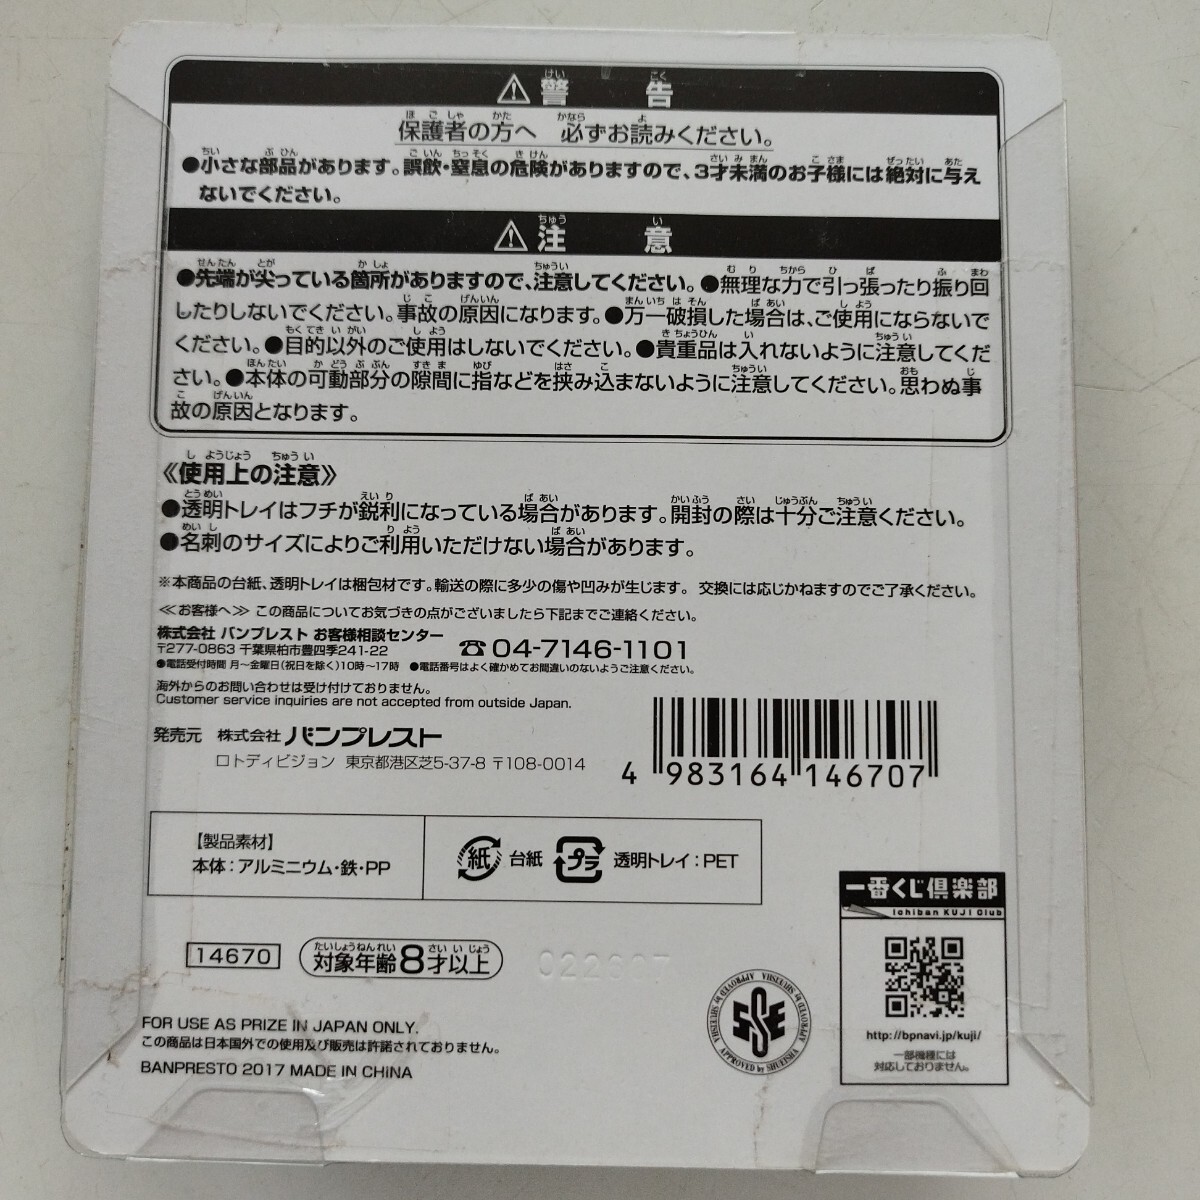 ⚠警告
保護者の方へ 必ずお読みください。
●小さな部品があります。誤飲・窒息の危険がありますので、3才未満のお子様には絶対に与え
ないでください。
⚠注意
●先端が尖っている箇所がありますので、注意してください。●無理な力で引っ張ったり振り回
したりしないでください。事故の原因になります。●万一破損した場合は、ご使用にならないで
ください。●目的以外のご使用はしないでください。●貴重品は入れないように注意してくだ
さい。●本体の可動部分の隙間に指などを挟み込まないように注意してください。思わぬ事
故の原因となります。
《使用上の注意》
●透明トレイはフチが鋭利になっている場合があります。開封の際は十分ご注意ください。
●名刺のサイズによりご利用いただけない場合があります。
※本商品の台紙、透明トレイは梱包材です。輸送の際に多少の傷や凹みが生じます。 交換には応じかねますのでご了承ください。
≪お客様へ≫ この商品についてお気づきの点がございましたら下記までご連絡ください。
株式会社 バンプレスト お客様相談センター
〒277-0863 千葉県柏市豊四季241-22
☎04-7146-1101
●電話受付時間 月〜金曜日(祝日を除く)10時〜17時 ●電話番号はよく確かめてお間違いのないようご注意ください。
海外からのお問い合わせは受け付けておりません。
Customer service inquiries are not accepted from outside Japan.
発売元 株式会社 バンプレスト
ロトディビジョン 東京都港区芝5-37-8 〒108-0014
4 983164 146707
【製品素材】
本体：アルミニウム・鉄・PP
紙 台紙 プラ 透明トレイ：PET
一番くじ倶楽部
Ichiban KUJI Club
http://bpnavi.jp/kuji/
一部機種には
対応しておりません。
14670
対象年齢8才以上
APPROVED by SHUEISHA
APPROVED by SHUEISHA
APPROVED by SHUEISHA
FOR USE AS PRIZE IN JAPAN ONLY.
この商品は日本国外での使用及び販売は許諾されておりません。
BANPRESTO 2017 MADE IN CHINA